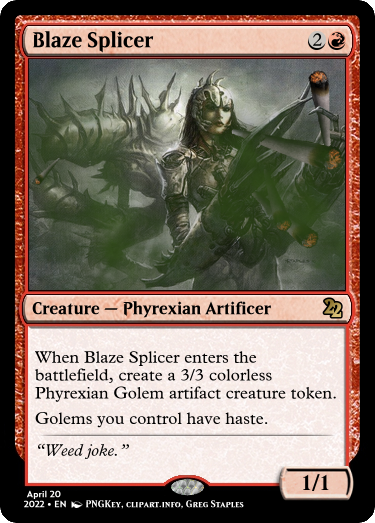 Blaze Splicer 2
22
Creature — Phyrexian Artificer
When Blaze Splicer enters the
battlefield, create a 3/3 colorless
Phyrexian Golem artifact creature token.
Golems you control have haste.
“Weed joke.”
1/1
April 20
2022 • EN PNGKey, clipart.info, Greg Staples